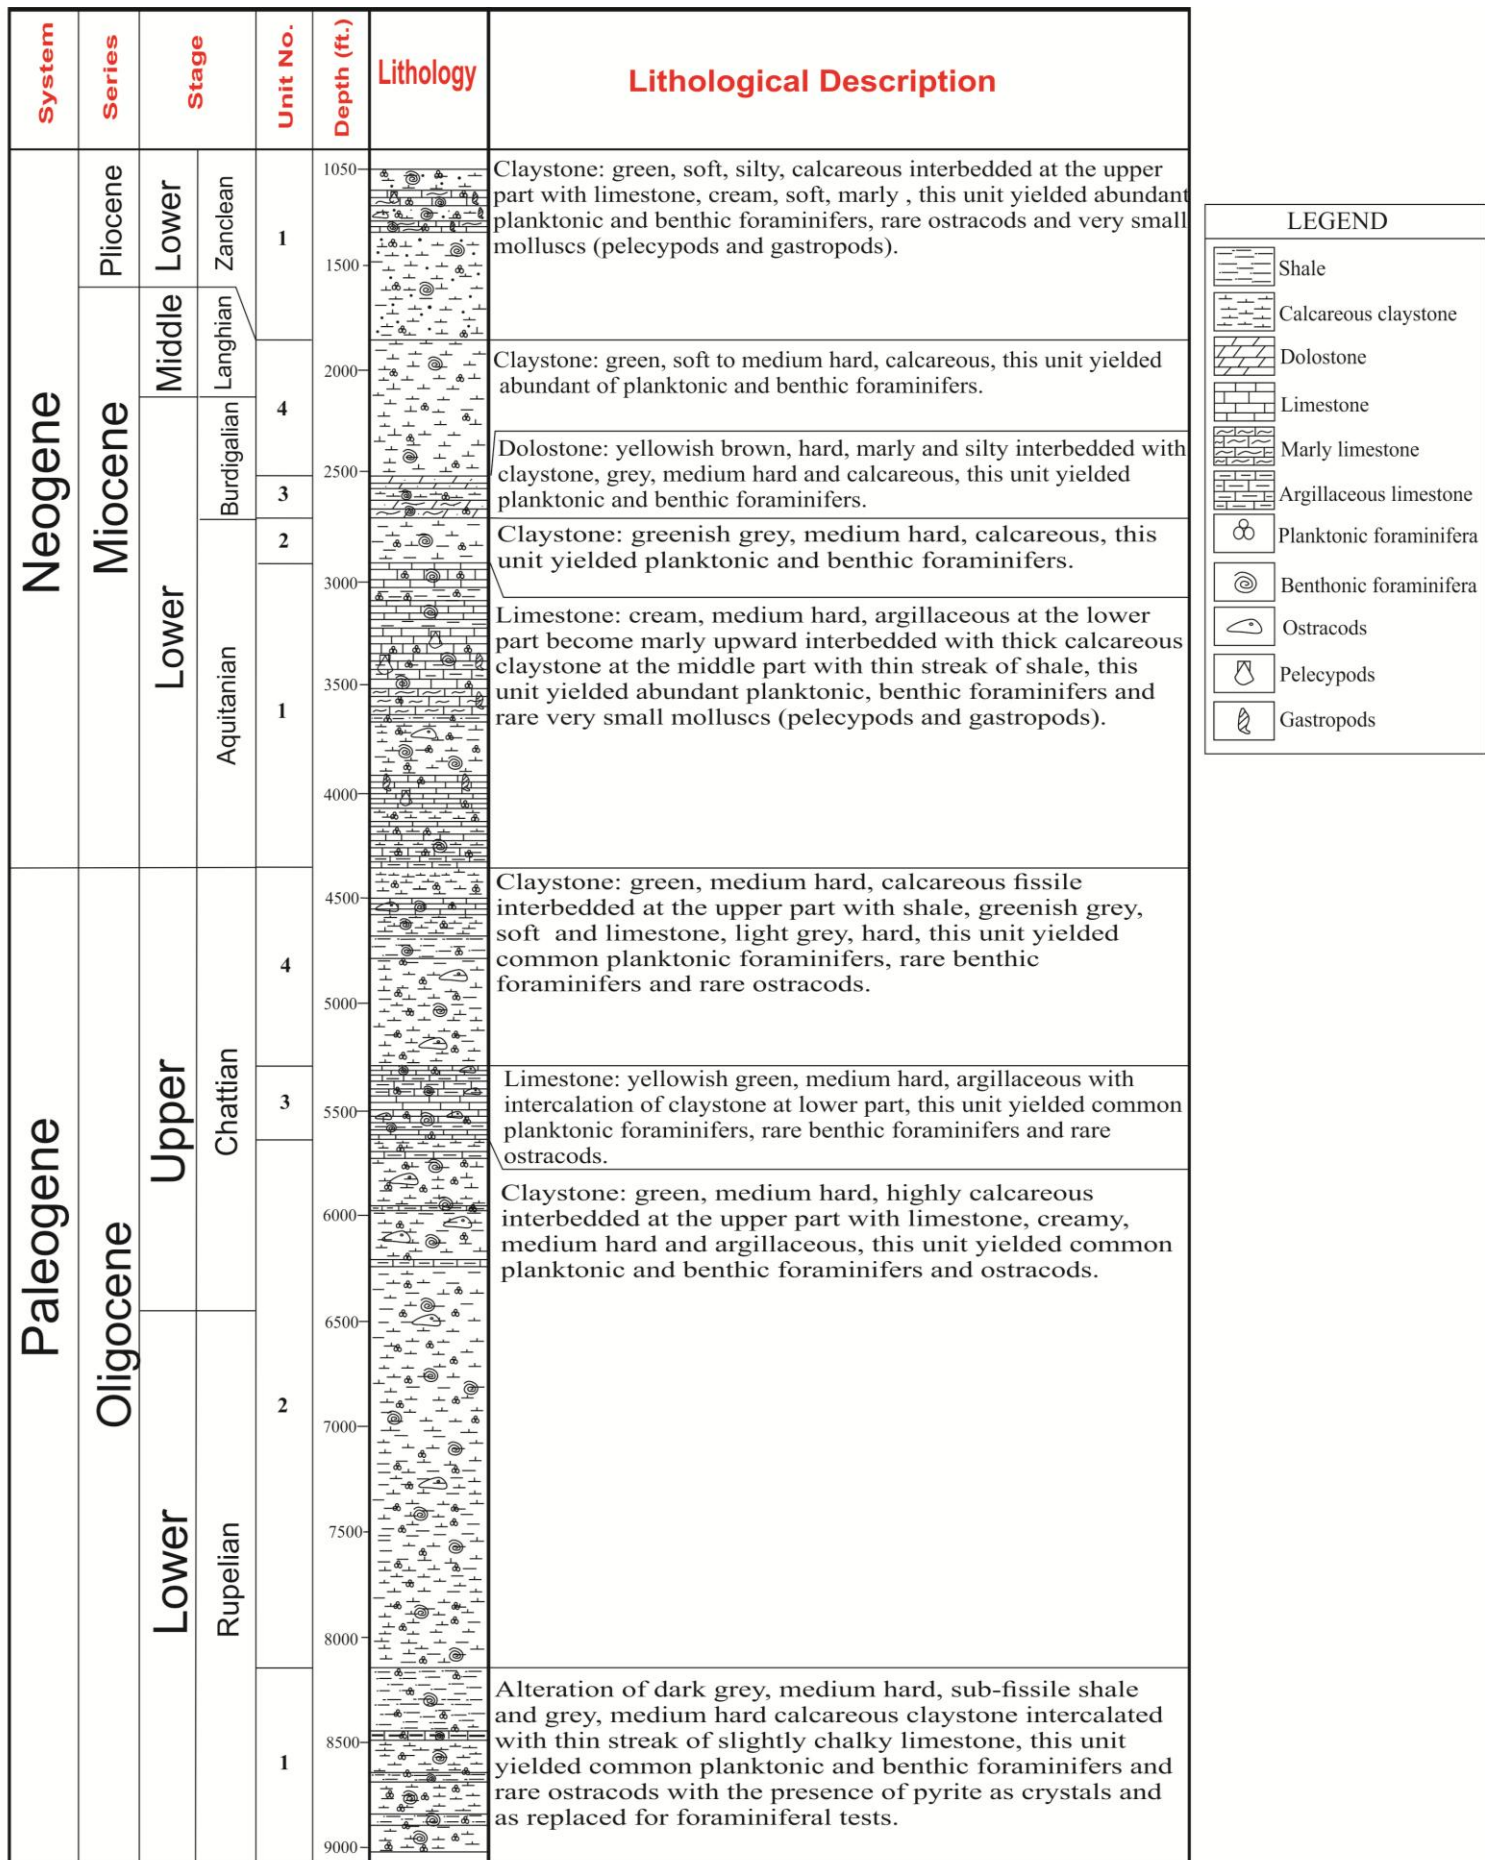 System
Series
Stage
Unit No.
Depth (ft.)
Lithology
Lithological Description
Neogene
Pliocene
Lower
Zanclean
1
1050
1500
Claystone: green, soft, silty, calcareous interbedded at the upper
part with limestone, cream, soft, marly , this unit yielded abundant
planktonic and benthic foraminifers, rare ostracods and very small
molluscs (pelecypods and gastropods).
Miocene
Middle
Langhian
4
2000
Claystone: green, soft to medium hard, calcareous, this unit yielded
abundant of planktonic and benthic foraminifers.
Lower
Burdigalian
2500
3
Dolostone: yellowish brown, hard, marly and silty interbedded with
claystone, grey, medium hard and calcareous, this unit yielded
planktonic and benthic foraminifers.
Aquitanian
2
Claystone: greenish grey, medium hard, calcareous, this
unit yielded planktonic and benthic foraminifers.
1
3000
3500
4000
Limestone: cream, medium hard, argillaceous at the lower
part become marly upward interbedded with thick calcareous
claystone at the middle part with thin streak of shale, this
unit yielded abundant planktonic, benthic foraminifers and
rare very small molluscs (pelecypods and gastropods).
Paleogene
Oligocene
Upper
Chattian
4
4500
5000
Claystone: green, medium hard, calcareous fissile
interbedded at the upper part with shale, greenish grey,
soft and limestone, light grey, hard, this unit yielded
common planktonic foraminifers, rare benthic
foraminifers and rare ostracods.
3
5500
Limestone: yellowish green, medium hard, argillaceous with
intercalation of claystone at lower part, this unit yielded common
planktonic foraminifers, rare benthic foraminifers and rare
ostracods.
2
6000
6500
7000
7500
8000
Claystone: green, medium hard, highly calcareous
interbedded at the upper part with limestone, creamy,
medium hard and argillaceous, this unit yielded common
planktonic and benthic foraminifers and ostracods.
Lower
Rupelian
1
8500
9000
Alteration of dark grey, medium hard, sub-fissile shale
and grey, medium hard calcareous claystone intercalated
with thin streak of slightly chalky limestone, this unit
yielded common planktonic and benthic foraminifers and
rare ostracods with the presence of pyrite as crystals and
as replaced for foraminiferal tests.
LEGEND
Shale
Calcareous claystone
Dolostone
Limestone
Marly limestone
Argillaceous limestone
Planktonic foraminifera
Benthonic foraminifera
Ostracods
Pelecypods
Gastropods